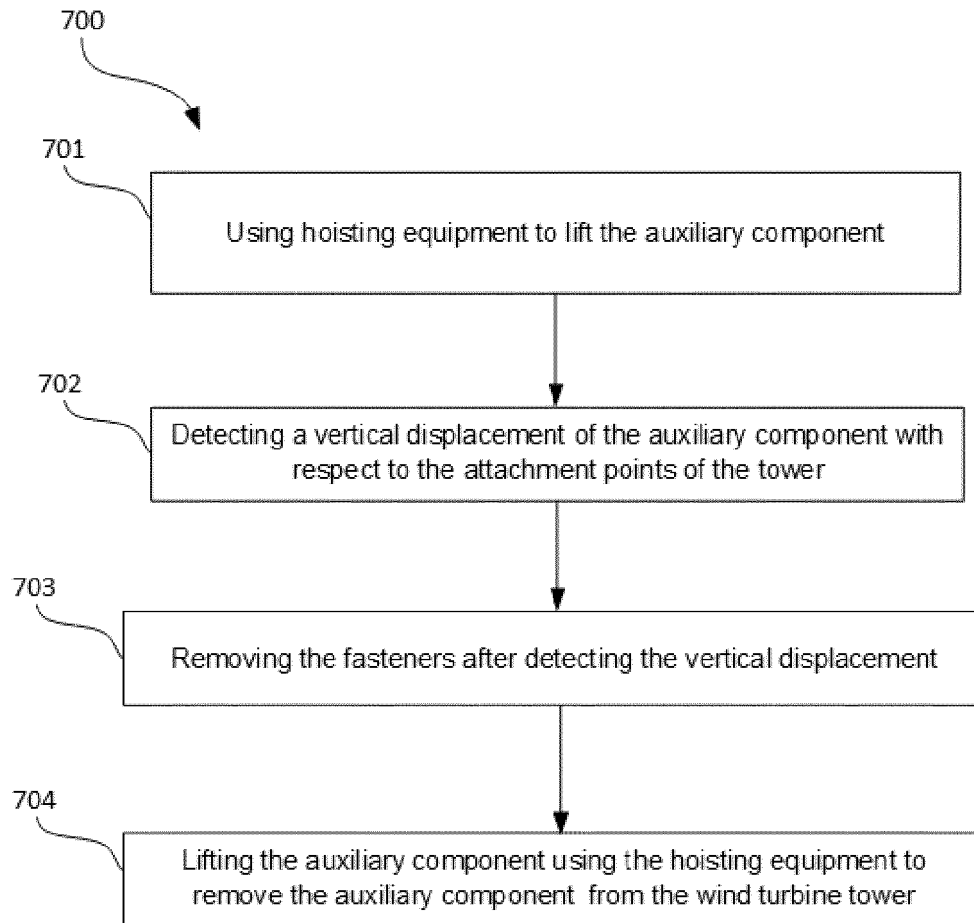 700
701
Using hoisting equipment to lift the auxiliary component
702
Detecting a vertical displacement of the auxiliary component with
respect to the attachment points of the tower
703
Removing the fasteners after detecting the vertical displacement
704
Lifting the auxiliary component using the hoisting equipment to
remove the auxiliary component from the wind turbine tower